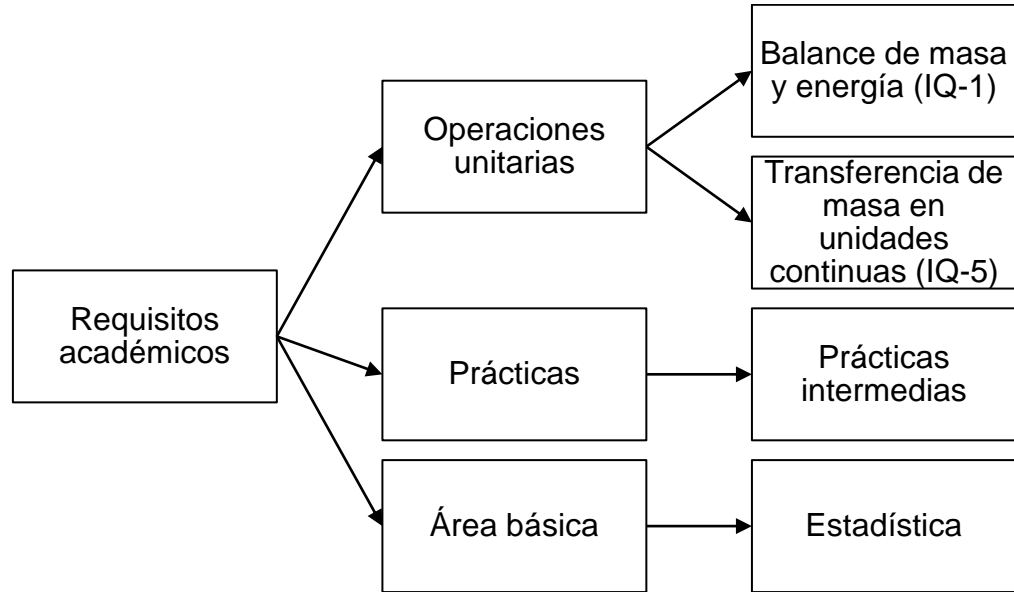 Requisitos
académicos
Operaciones
unitarias
Balance de masa
y energía (IQ-1)
Transferencia de
masa en
unidades
continuas (IQ-5)
Prácticas
Prácticas
intermedias
Área básica
Estadística